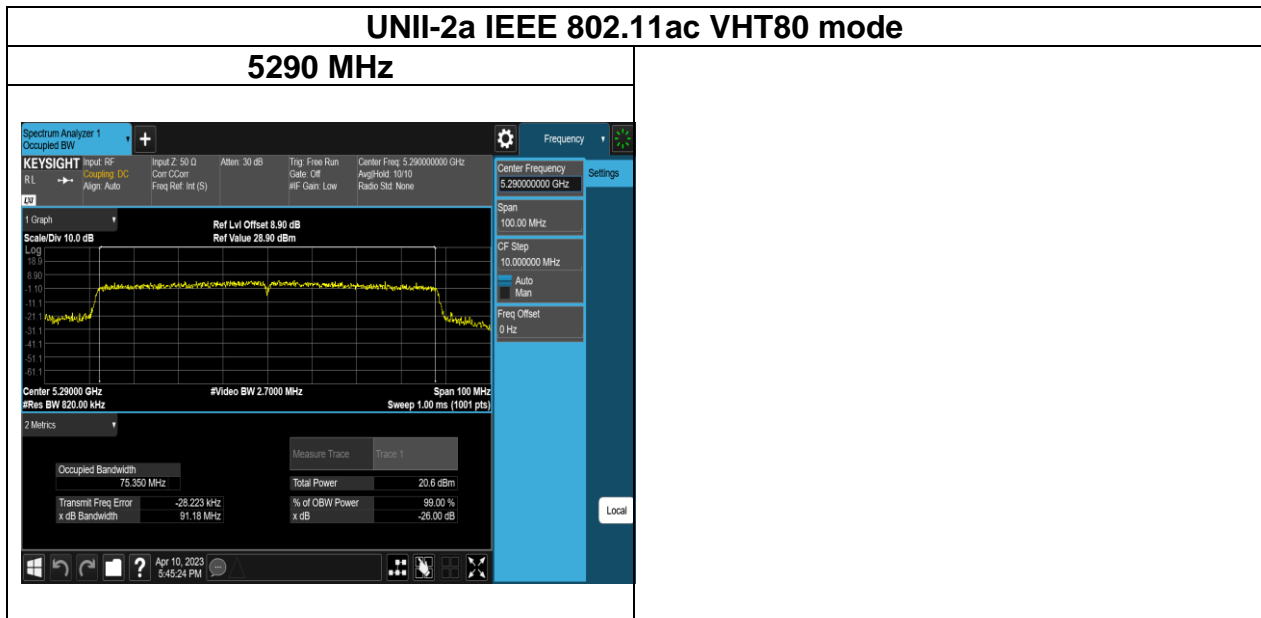 UNII-2a IEEE 802.11ac VHT80 mode
5290 MHz
Spectrum Analyzer 1
Occupied BW
+
Frequency
KEYSIGHT
RL
LXI
Input: RF
Coupling: DC
Align: Auto
Input Z: 50 Ω
Corr CCorr
Freq Ref: Int (S)
Atten: 30 dB
Trig: Free Run
Gate: Off
#IF Gain: Low
Center Freq: 5.290000000 GHz
Avg|Hold: 10/10
Radio Std: None
Center Frequency
5.290000000 GHz
Settings
Span
100.00 MHz
CF Step
10.000000 MHz
Auto
Man
Freq Offset
0 Hz
1 Graph
Scale/Div 10.0 dB
Ref Lvl Offset 8.90 dB
Ref Value 28.90 dBm
Log
18.9
8.90
-1.10
-11.1
-21.1
-31.1
-41.1
-51.1
-61.1
Center 5.29000 GHz
#Video BW 2.7000 MHz
Span 100 MHz
#Res BW 820.00 kHz
Sweep 1.00 ms (1001 pts)
2 Metrics
Measure Trace
Trace 1
Occupied Bandwidth
75.350 MHz
Total Power 20.6 dBm
Transmit Freq Error -28.223 kHz
% of OBW Power 99.00 %
x dB Bandwidth 91.18 MHz
x dB -26.00 dB
Local
?
Apr 10, 2023
5:45:24 PM